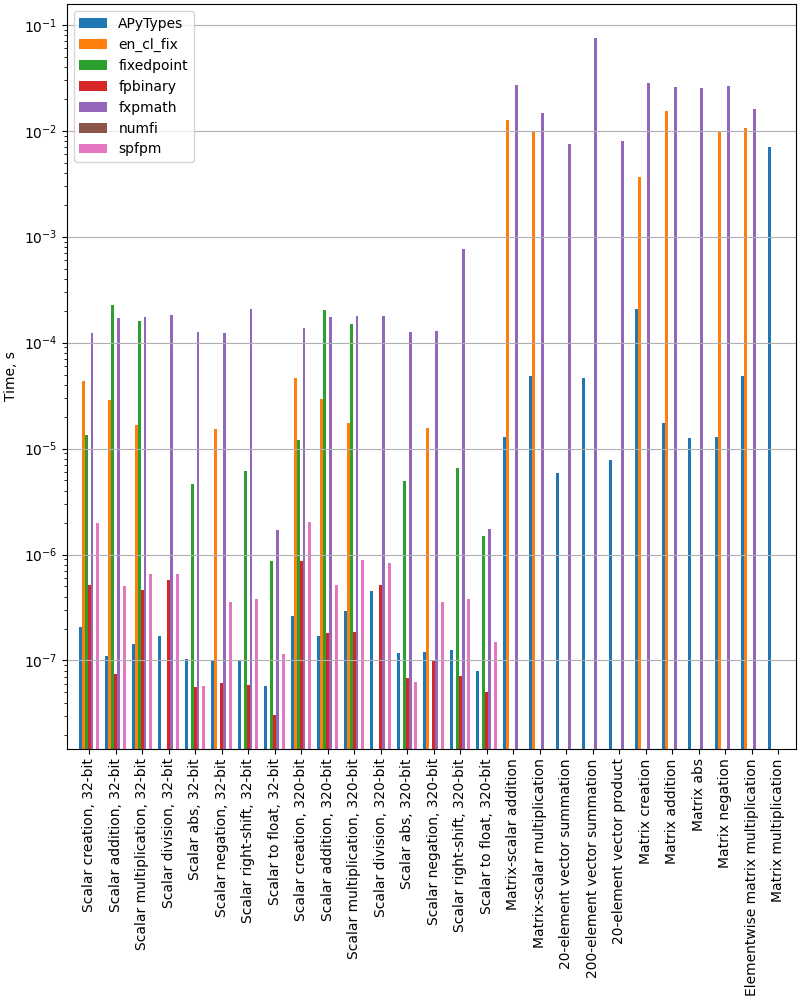 APyTypes
en_cl_fix
fixedpoint
fpbinary
fxpmath
numfi
spfpm
Time, s
10⁻¹
10⁻²
10⁻³
10⁻⁴
10⁻⁵
10⁻⁶
10⁻⁷
Scalar creation, 32-bit
Scalar addition, 32-bit
Scalar multiplication, 32-bit
Scalar division, 32-bit
Scalar abs, 32-bit
Scalar negation, 32-bit
Scalar right-shift, 32-bit
Scalar to float, 32-bit
Scalar creation, 320-bit
Scalar addition, 320-bit
Scalar multiplication, 320-bit
Scalar division, 320-bit
Scalar abs, 320-bit
Scalar negation, 320-bit
Scalar right-shift, 320-bit
Scalar to float, 320-bit
Matrix-scalar addition
Matrix-scalar multiplication
20-element vector summation
200-element vector summation
20-element vector product
Matrix creation
Matrix addition
Matrix abs
Matrix negation
Elementwise matrix multiplication
Matrix multiplication